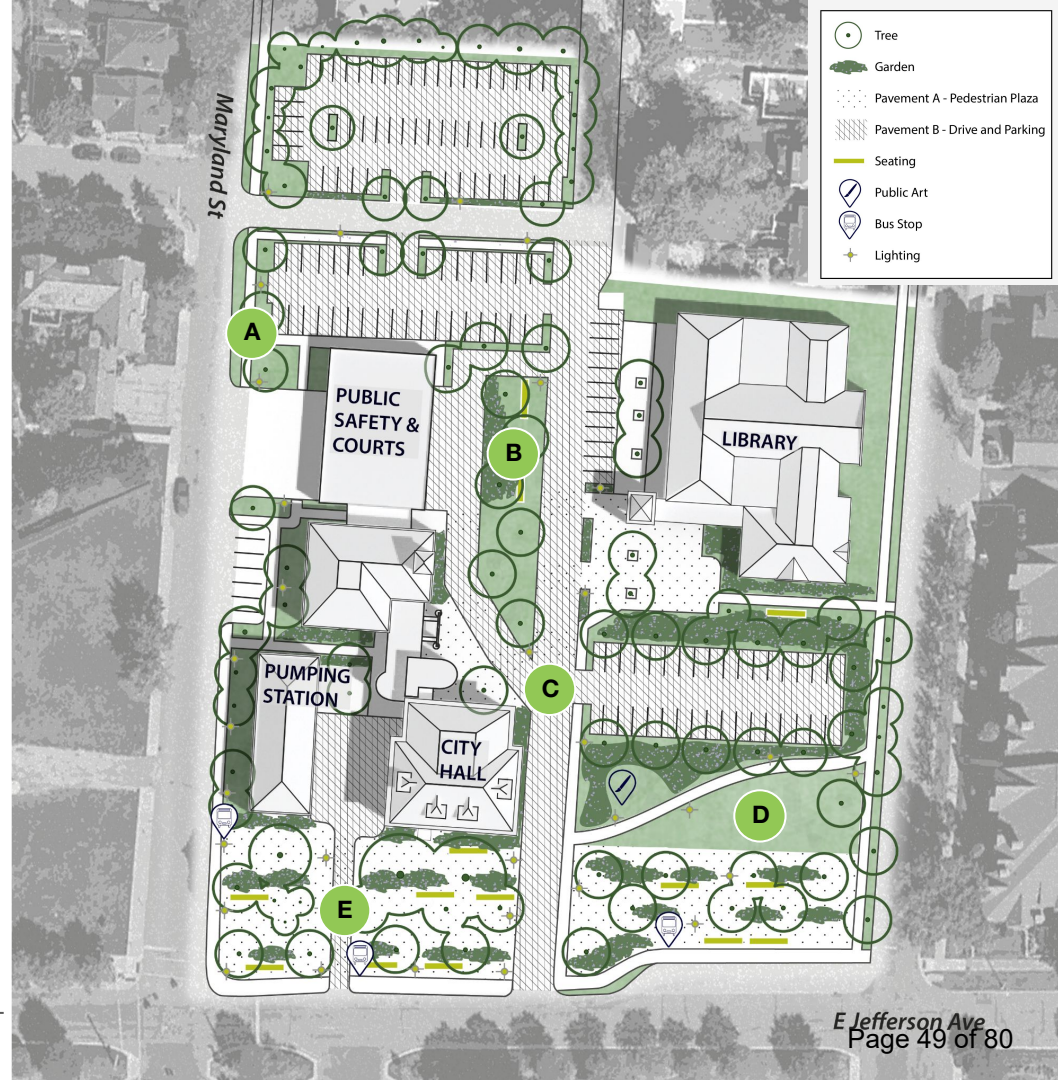 Tree
Garden
Pavement A - Pedestrian Plaza
Pavement B - Drive and Parking
Seating
Public Art
Bus Stop
Lighting
Maryland St
A
PUBLIC
SAFETY &
COURTS
B
LIBRARY
PUMPING
STATION
C
CITY
HALL
D
E
E Jefferson Ave
Page 49 of 80